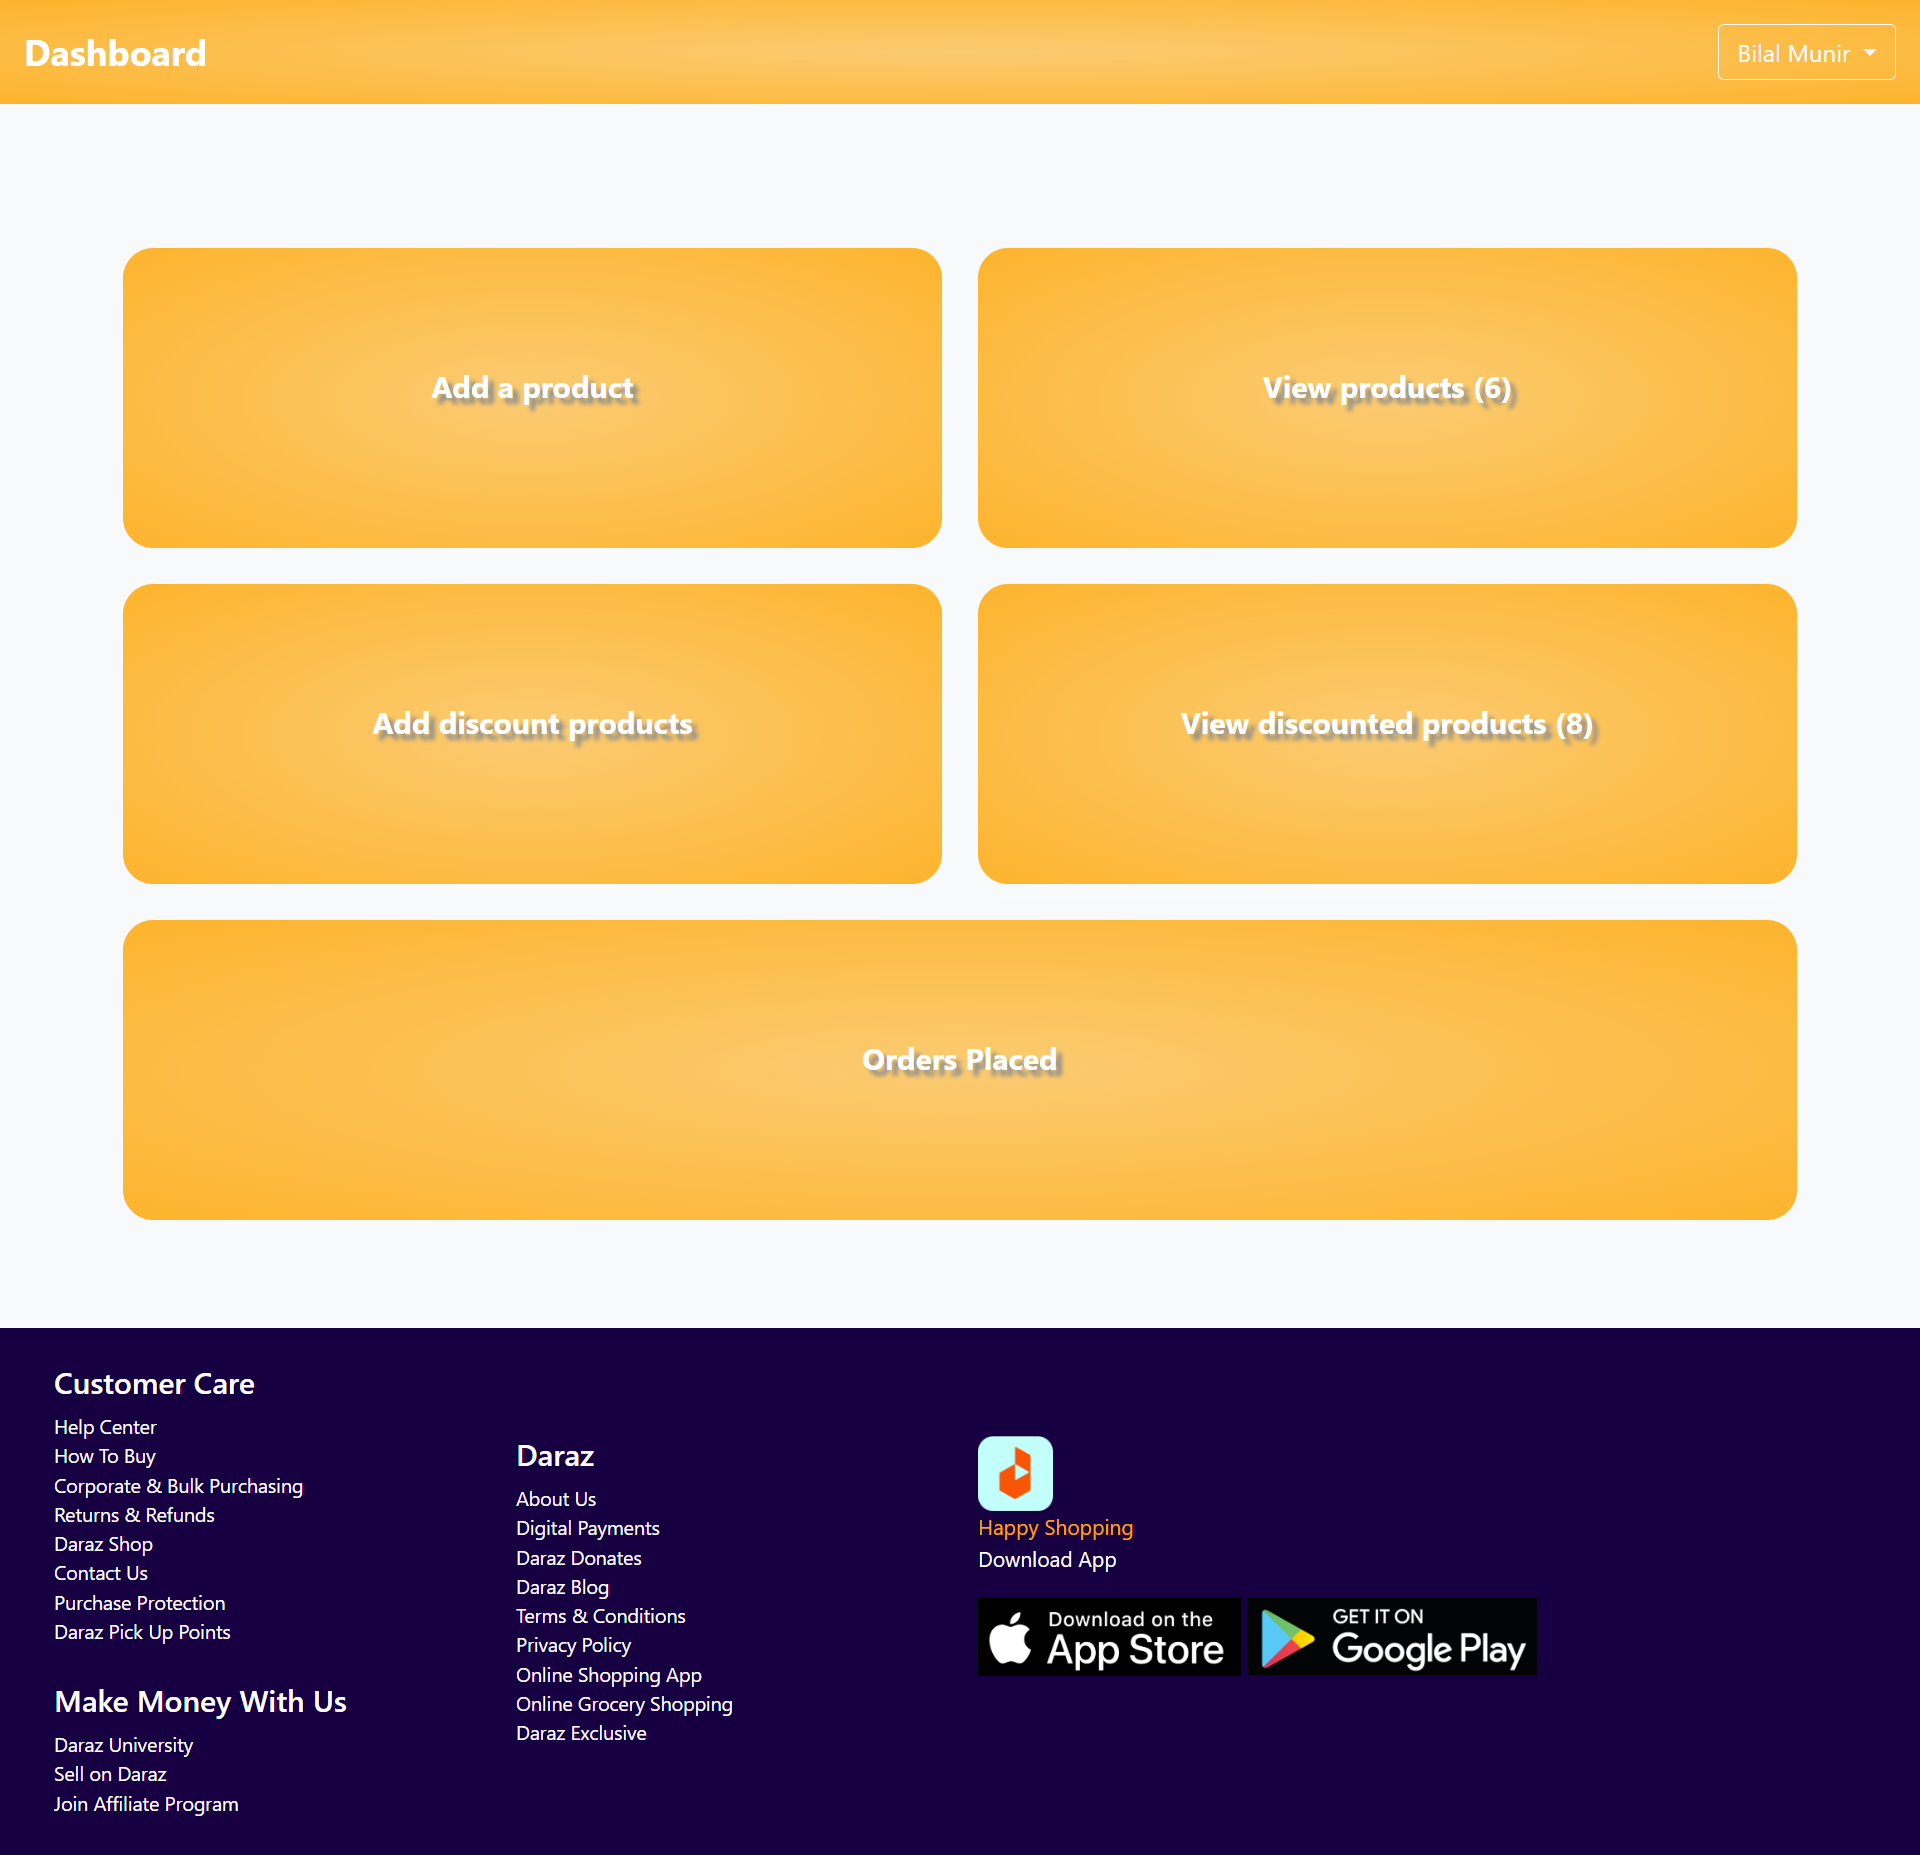 Dashboard
Bilal Munir
Add a product
View products (6)
Add discount products
View discounted products (8)
Orders Placed
Customer Care
Help Center
How To Buy
Corporate & Bulk Purchasing
Returns & Refunds
Daraz Shop
Contact Us
Purchase Protection
Daraz Pick Up Points
Make Money With Us
Daraz University
Sell on Daraz
Join Affiliate Program
Daraz
About Us
Digital Payments
Daraz Donates
Daraz Blog
Terms & Conditions
Privacy Policy
Online Shopping App
Online Grocery Shopping
Daraz Exclusive
Happy Shopping
Download App
Download on the
App Store
GET IT ON
Google Play